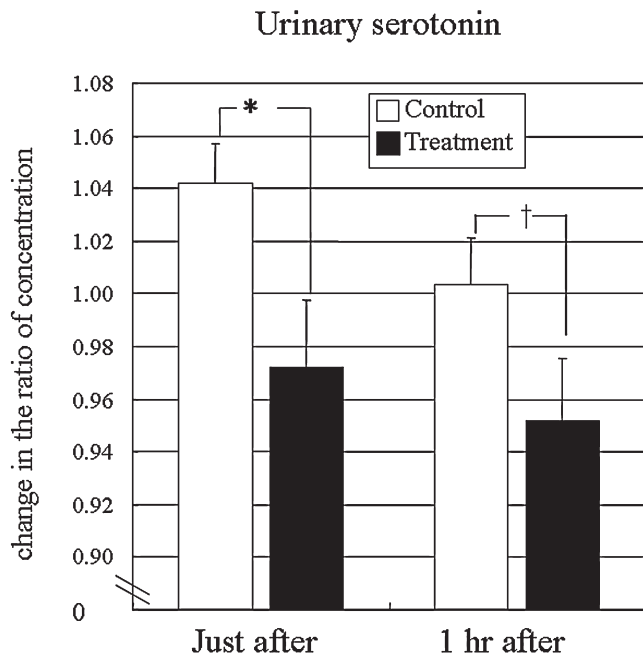 Urinary serotonin
change in the ratio of concentration
1.08
1.06
1.04
1.02
1.00
0.98
0.96
0.94
0.92
0.90
0
*
†
Control
Treatment
Just after
1 hr after